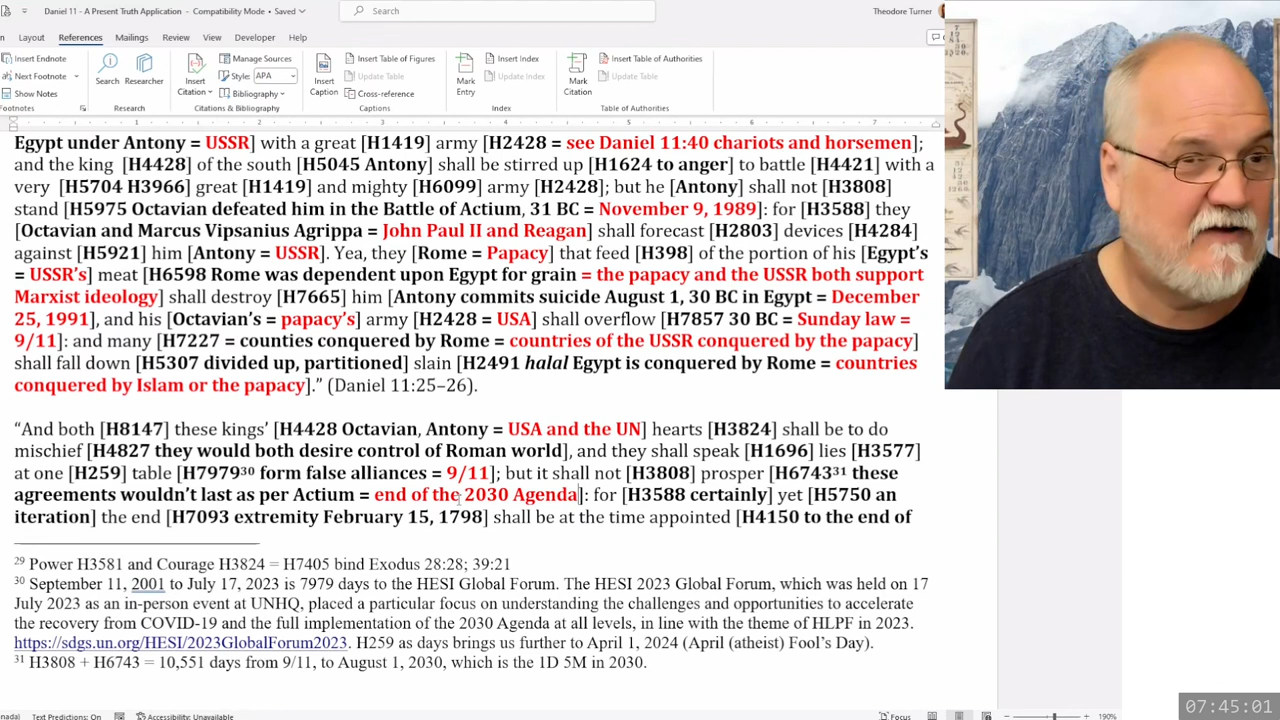 Daniel 11 - A Present Truth Application - Compatibility Mode • Saved
Search
Theodore Turner
Layout References Mailings Review View Developer Help
Insert Endnote
Next Footnote
Show Notes
Footnotes
Search
Researcher
Research
Insert Citation
Manage Sources
Style: APA
Bibliography
Citations & Bibliography
Insert Caption
Insert Table of Figures
Update Table
Cross-reference
Captions
Mark Entry
Insert Index
Update Index
Index
Mark Citation
Insert Table of Authorities
Update Table
Table of Authorities
1 2 3 4 5 6 7
Egypt under Antony = USSR] with a great [H1419] army [H2428 = see Daniel 11:40 chariots and horsemen];
and the king [H4428] of the south [H5045 Antony] shall be stirred up [H1624 to anger] to battle [H4421] with a
very [H5704 H3966] great [H1419] and mighty [H6099] army [H2428]; but he [Antony] shall not [H3808]
stand [H5975 Octavian defeated him in the Battle of Actium, 31 BC = November 9, 1989]: for [H3588] they
[Octavian and Marcus Vipsanius Agrippa = John Paul II and Reagan] shall forecast [H2803] devices [H4284]
against [H5921] him [Antony = USSR]. Yea, they [Rome = Papacy] that feed [H398] of the portion of his [Egypt’s
= USSR’s] meat [H6598 Rome was dependent upon Egypt for grain = the papacy and the USSR both support
Marxist ideology] shall destroy [H7665] him [Antony commits suicide August 1, 30 BC in Egypt = December
25, 1991], and his [Octavian’s = papacy’s] army [H2428 = USA] shall overflow [H7857 30 BC = Sunday law =
9/11]: and many [H7227 = counties conquered by Rome = countries of the USSR conquered by the papacy]
shall fall down [H5307 divided up, partitioned] slain [H2491 halal Egypt is conquered by Rome = countries
conquered by Islam or the papacy].” (Daniel 11:25–26).
“And both [H8147] these kings’ [H4428 Octavian, Antony = USA and the UN] hearts [H3824] shall be to do
mischief [H4827 they would both desire control of Roman world], and they shall speak [H1696] lies [H3577]
at one [H259] table [H7979³⁰ form false alliances = 9/11]; but it shall not [H3808] prosper [H6743³¹ these
agreements wouldn’t last as per Actium = end of the 2030 Agenda]: for [H3588 certainly] yet [H5750 an
iteration] the end [H7093 extremity February 15, 1798] shall be at the time appointed [H4150 to the end of
²⁹ Power H3581 and Courage H3824 = H7405 bind Exodus 28:28; 39:21
³⁰ September 11, 2001 to July 17, 2023 is 7979 days to the HESI Global Forum. The HESI 2023 Global Forum, which was held on 17
July 2023 as an in-person event at UNHQ, placed a particular focus on understanding the challenges and opportunities to accelerate
the recovery from COVID-19 and the full implementation of the 2030 Agenda at all levels, in line with the theme of HLPF in 2023.
https://sdgs.un.org/HESI/2023GlobalForum2023. H259 as days brings us further to April 1, 2024 (April (atheist) Fool’s Day).
³¹ H3808 + H6743 = 10,551 days from 9/11, to August 1, 2030, which is the 1D 5M in 2030.
Text Predictions: On
Accessibility: Unavailable
Focus
190%
07:45:01